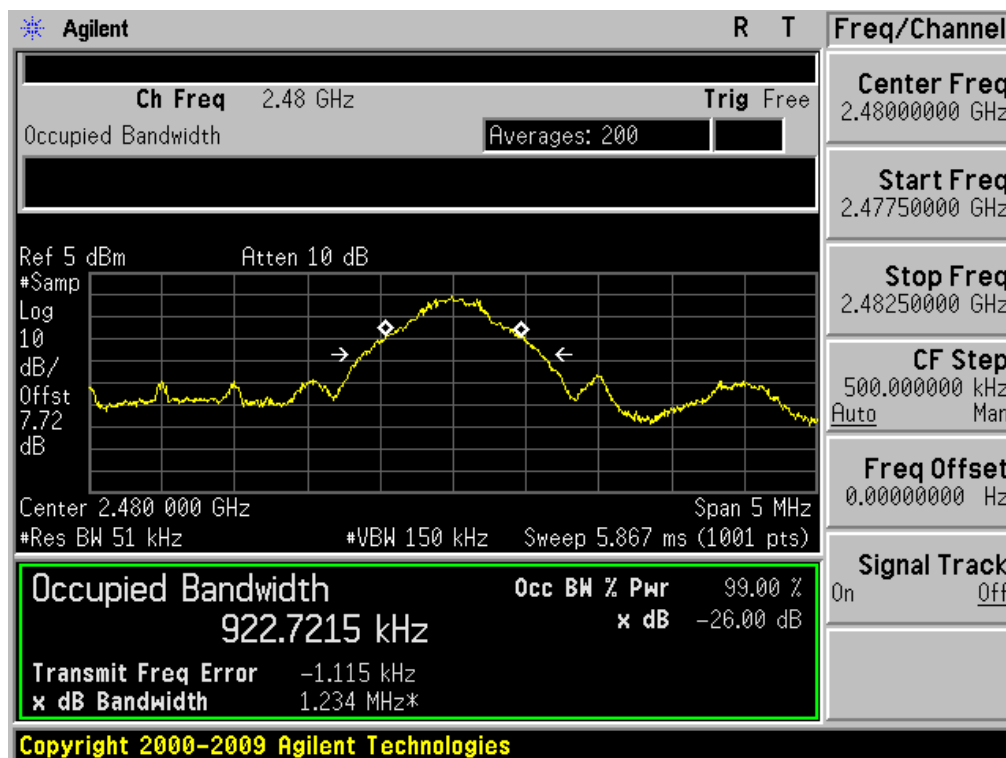 Agilent R T Freq/Channel
Ch Freq 2.48 GHz Trig Free
Occupied Bandwidth Averages: 200
Center Freq
2.48000000 GHz
Start Freq
2.47750000 GHz
Stop Freq
2.48250000 GHz
CF Step
500.000000 kHz
Auto Man
Freq Offset
0.00000000 Hz
Signal Track
On Off
Ref 5 dBm Atten 10 dB
#Samp
Log
10
dB/
Offst
7.72
dB
Center 2.480 000 GHz Span 5 MHz
#Res BW 51 kHz #VBW 150 kHz Sweep 5.867 ms (1001 pts)
Occupied Bandwidth Occ BW % Pwr 99.00 %
922.7215 kHz x dB -26.00 dB
Transmit Freq Error -1.115 kHz
x dB Bandwidth 1.234 MHz*
Copyright 2000-2009 Agilent Technologies